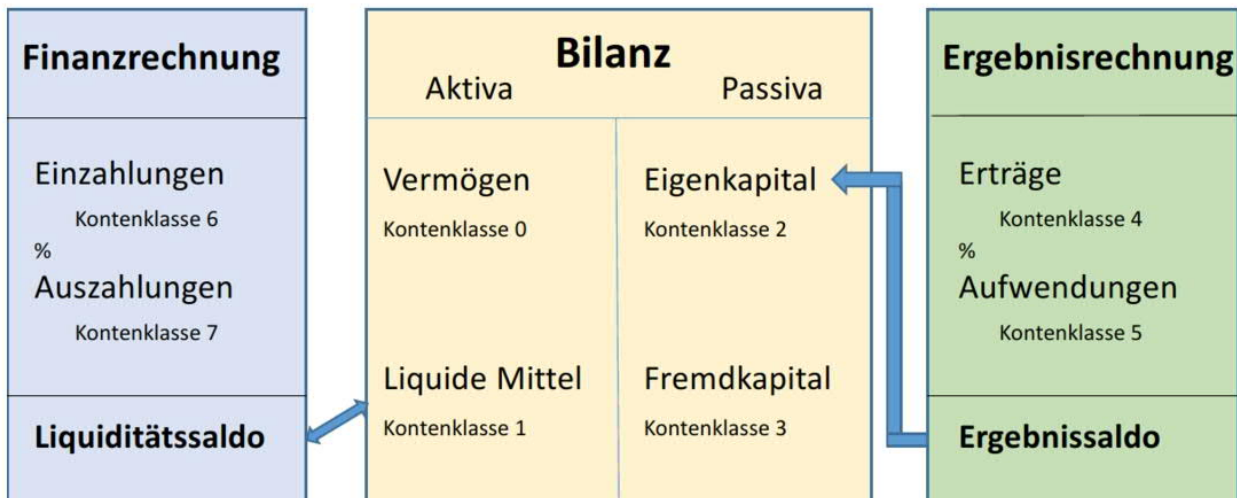 Finanzrechnung
Einzahlungen
Kontenklasse 6
%
Auszahlungen
Kontenklasse 7
Liquiditätssaldo
Bilanz
Aktiva
Passiva
Vermögen
Kontenklasse 0
Liquide Mittel
Kontenklasse 1
Eigenkapital
Kontenklasse 2
Fremdkapital
Kontenklasse 3
Ergebnisrechnung
Erträge
Kontenklasse 4
%
Aufwendungen
Kontenklasse 5
Ergebnissaldo